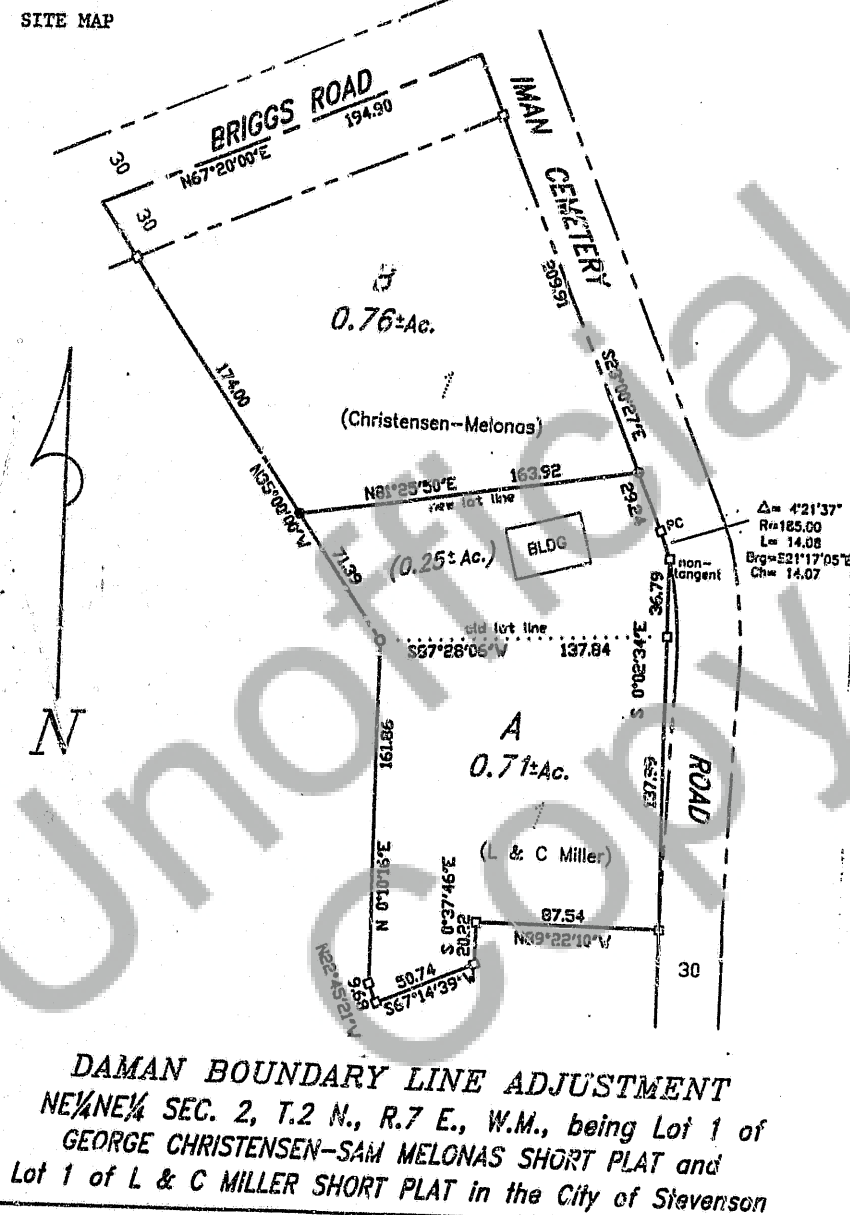 SITE MAP
BRIGGS ROAD
194.90
N67°20'00"E
30
30
IMAN CEMETERY
209.91
B
0.76±Ac.
1
(Christensen-Melonas)
174.00
N35°00'00"W
N81°25'50"E
163.92
new lot line
29.24
PC
Δ= 4°21'37"
R=185.00
L= 14.08
Ch= 14.07
non-
tangent
(0.25± Ac.)
BLDG
71.39
36.79
old lot line
S87°28'06"W
137.84
S 0°02'34"E
A
0.71±Ac.
161.86
ROAD
(L & C Miller)
N 0°10'16"E
S 0°37'46"E
20.22
87.54
N89°22'10"W
30
N22°45'21"W
9.69
50.74
S67°14'39"W
N
Unofficial
Copy
DAMAN BOUNDARY LINE ADJUSTMENT
NE¼NE¼ SEC. 2, T.2 N., R.7 E., W.M., being Lot 1 of
GEORGE CHRISTENSEN-SAM MELONAS SHORT PLAT and
Lot 1 of L & C MILLER SHORT PLAT in the City of Stevenson